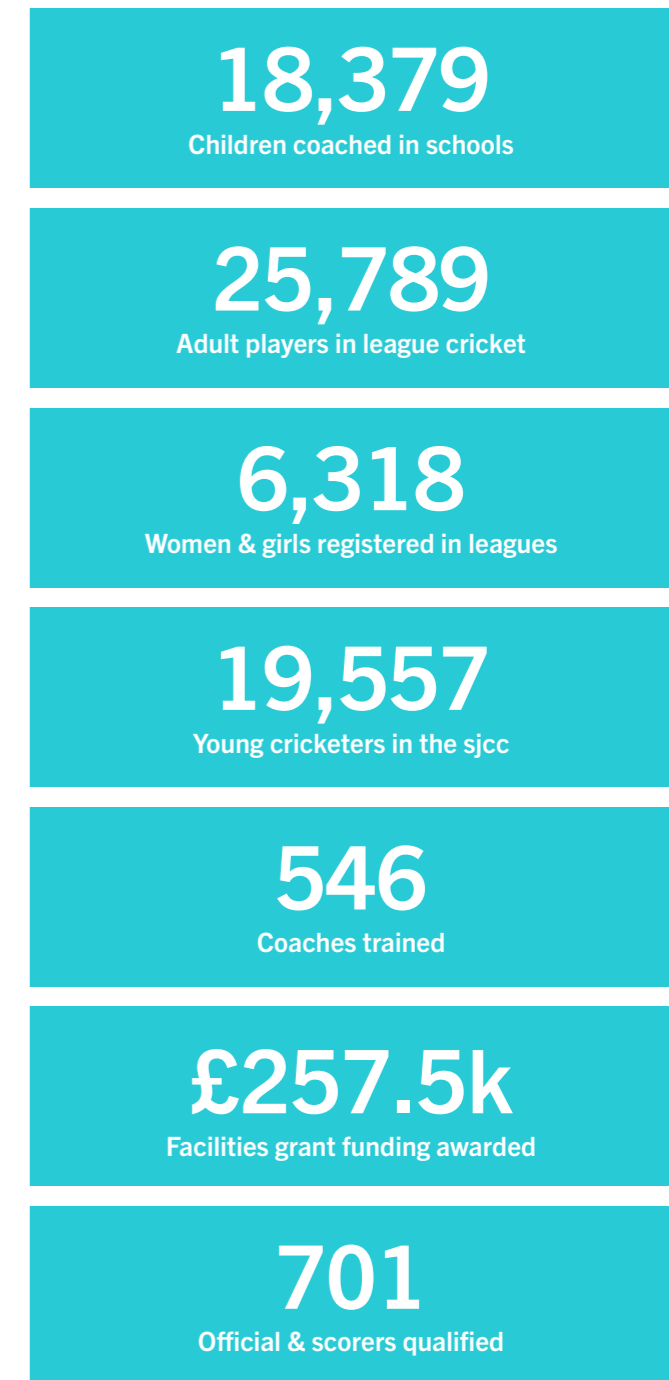 18,379
Children coached in schools
25,789
Adult players in league cricket
6,318
Women & girls registered in leagues
19,557
Young cricketers in the sjcc
546
Coaches trained
£257.5k
Facilities grant funding awarded
701
Official & scorers qualified